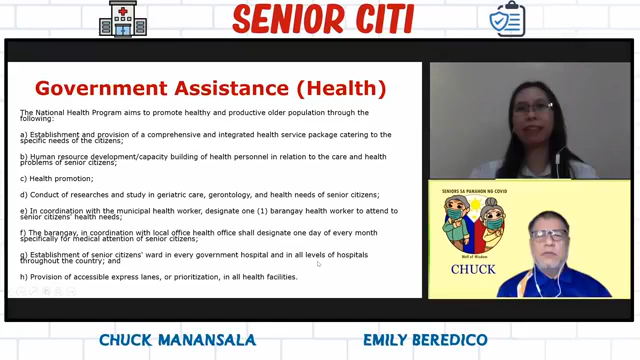 SENIOR CITI
Government Assistance (Health)
The National Health Program aims to promote healthy and productive older population through the
following:
a) Establishment and provision of a comprehensive and integrated health service package catering to the
specific needs of the citizens;
b) Human resource development/capacity building of health personnel in relation to the care and health
problems of senior citizens;
c) Health promotion;
d) Conduct of researches and study in geriatric care, gerontology, and health needs of senior citizens;
e) In coordination with the municipal health worker, designate one (1) barangay health worker to attend to
senior citizens' health needs;
f) The barangay, in coordination with local office health office shall designate one day of every month
specifically for medical attention of senior citizens;
g) Establishment of senior citizens' ward in every government hospital and in all levels of hospitals
throughout the country; and
h) Provision of accessible express lanes, or prioritization, in all health facilities.
SENIORS SA PANAHON NG COVID
Well of Wisdom
CHUCK
CHUCK MANANSALA
EMILY BEREDICO